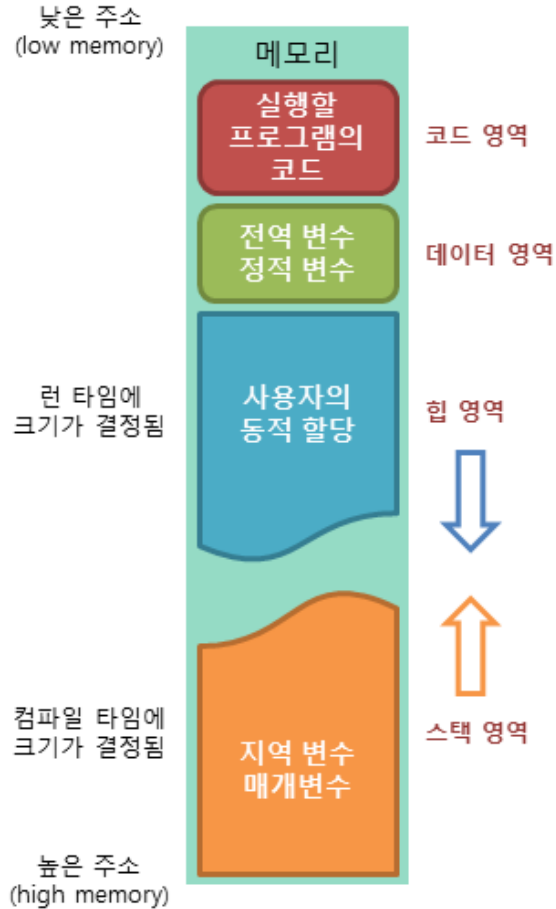 낮은 주소
(low memory)
메모리
실행할
프로그램의
코드
코드 영역
전역 변수
정적 변수
데이터 영역
런 타임에
크기가 결정됨
사용자의
동적 할당
힙 영역
컴파일 타임에
크기가 결정됨
지역 변수
매개변수
스택 영역
높은 주소
(high memory)